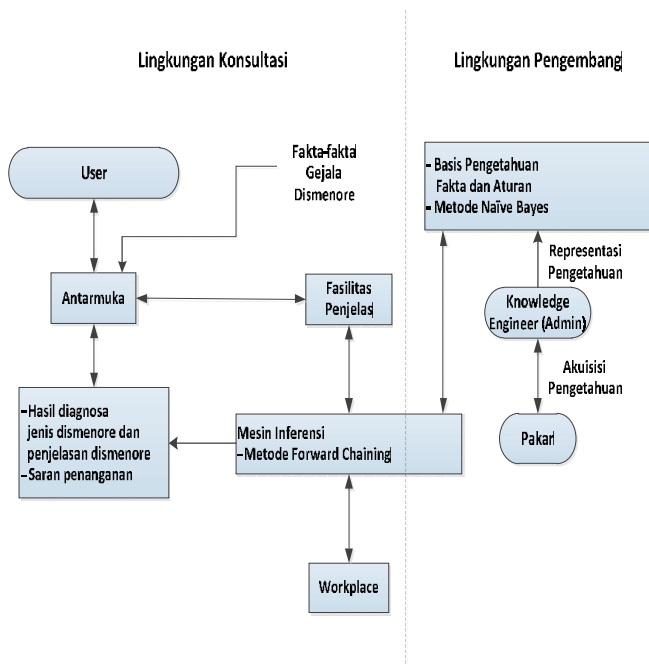 Lingkungan Konsultasi
Lingkungan Pengembang
User
Fakta-fakta
Gejala
Dismenore
- Basis Pengetahuan
Fakta dan Aturan
- Metode Naïve Bayes
Antarmuka
Fasilitas
Penjelas
Representasi
Pengetahuan
Knowledge
Engineer (Admin)
Akuisisi
Pengetahuan
Pakar
-Hasil diagnosa
jenis dismenore dan
penjelasan dismenore
-Saran penanganan
Mesin Inferensi
-Metode Forward Chaining
Workplace